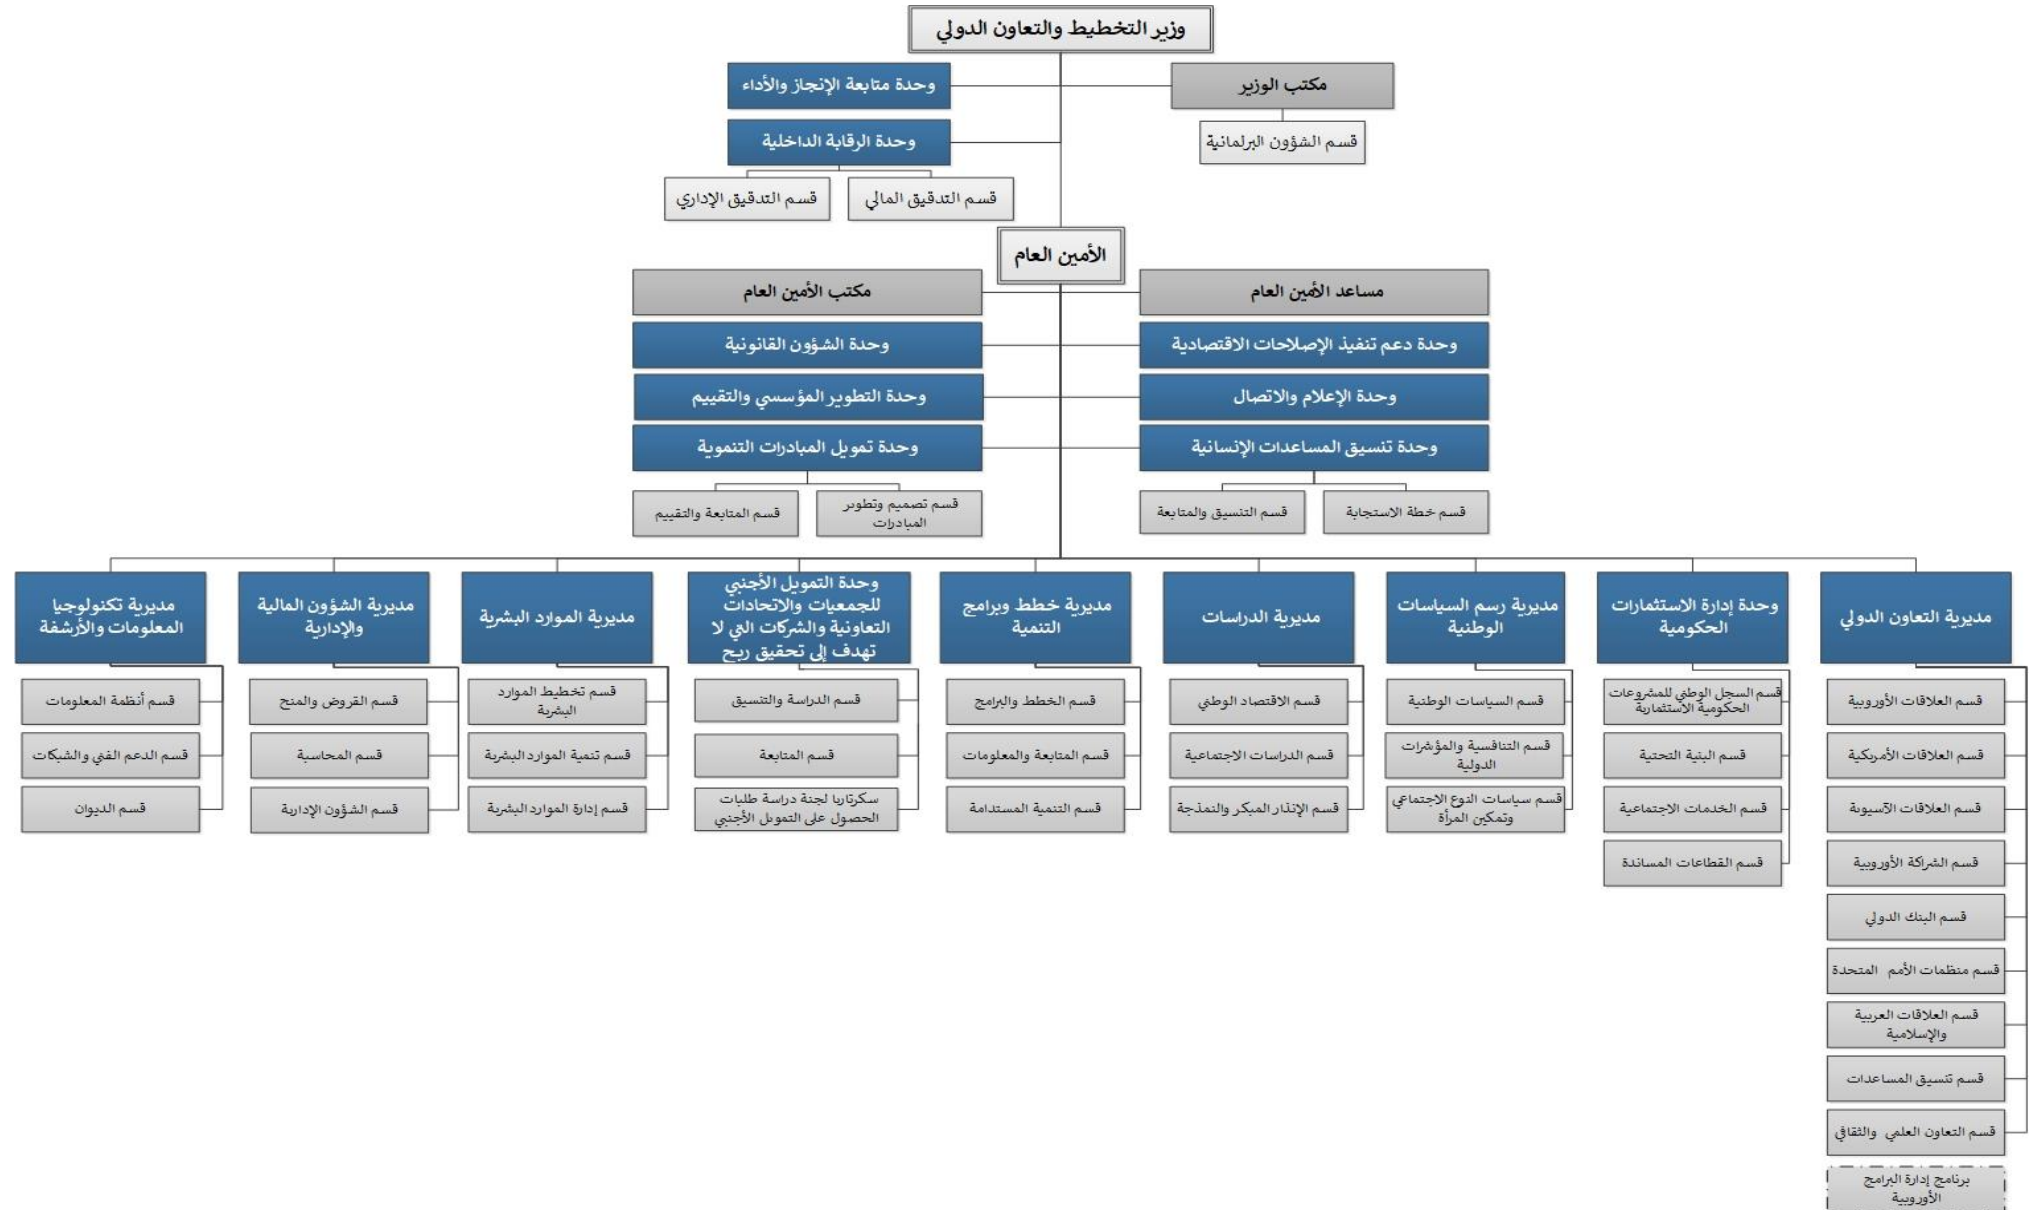 وزير التخطيط والتعاون الدولي
مكتب الوزير
وحدة متابعة الإنجاز والأداء
قسم الشؤون البرلمانية
وحدة الرقابة الداخلية
قسم التدقيق المالي
قسم التدقيق الإداري
الأمين العام
مساعد الأمين العام
مكتب الأمين العام
وحدة دعم تنفيذ الإصلاحات الاقتصادية
وحدة الشؤون القانونية
وحدة الإعلام والاتصال
وحدة التطوير المؤسسي والتقييم
وحدة تنسيق المساعدات الإنسانية
وحدة تمويل المبادرات التنموية
قسم خطة الاستجابة
قسم التنسيق والمتابعة
قسم تصميم وتطوير
المبادرات
قسم المتابعة والتقييم
مديرية التعاون الدولي
قسم العلاقات الأوروبية
قسم العلاقات الأمريكية
قسم العلاقات الآسيوية
قسم الشراكة الأوروبية
قسم البنك الدولي
قسم منظمات الأمم المتحدة
قسم العلاقات العربية
والإسلامية
قسم تنسيق المساعدات
قسم التعاون العلمي والثقافي
برنامج إدارة البرامج
الأوروبية
وحدة إدارة الاستثمارات
الحكومية
قسم السجل الوطني للمشروعات
الحكومية الاستثمارية
قسم البنية التحتية
قسم الخدمات الاجتماعية
قسم القطاعات المساندة
مديرية رسم السياسات
الوطنية
قسم السياسات الوطنية
قسم التنافسية والمؤشرات
الدولية
قسم سياسات النوع الاجتماعي
وتمكين المرأة
مديرية الدراسات
قسم الاقتصاد الوطني
قسم الدراسات الاجتماعية
قسم الإنذار المبكر والنمذجة
مديرية خطط وبرامج
التنمية
قسم الخطط والبرامج
قسم المتابعة والمعلومات
قسم التنمية المستدامة
وحدة التمويل الأجنبي
للجمعيات والاتحادات
التعاونية والشركات التي لا
تهدف إلى تحقيق ربح
قسم الدراسة والتنسيق
قسم المتابعة
سكرتاريا لجنة دراسة طلبات
الحصول على التمويل الأجنبي
مديرية الموارد البشرية
قسم تخطيط الموارد
البشرية
قسم تنمية الموارد البشرية
قسم إدارة الموارد البشرية
مديرية الشؤون المالية
والإدارية
قسم القروض والمنح
قسم المحاسبة
قسم الشؤون الإدارية
مديرية تكنولوجيا
المعلومات والأرشفة
قسم أنظمة المعلومات
قسم الدعم الفني والشبكات
قسم الديوان